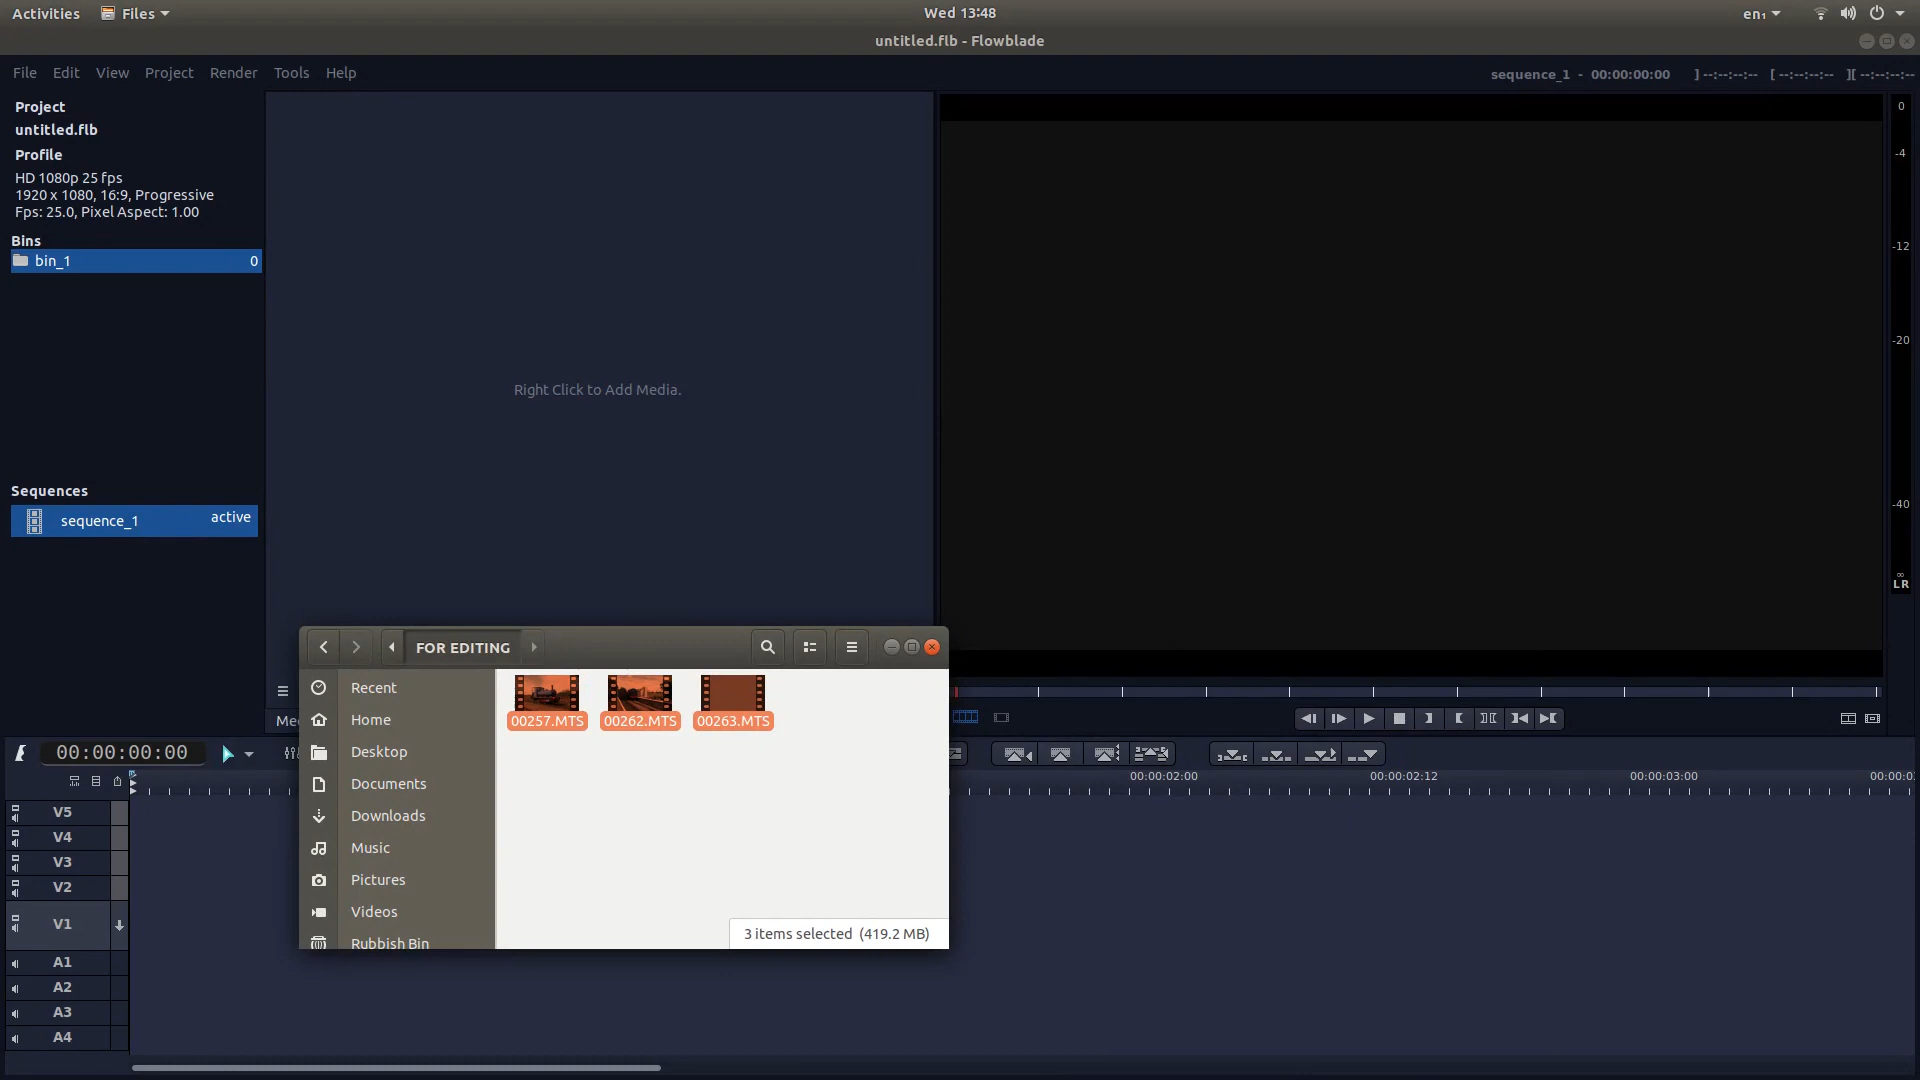 Activities Files Wed 13:48 en₁
untitled.flb - Flowblade
File Edit View Project Render Tools Help
sequence_1 - 00:00:00:00 ] --:--:--:-- [ --:--:--:-- ][ --:--:--:--
Project
untitled.flb
Profile
HD 1080p 25 fps
1920 x 1080, 16:9, Progressive
Fps: 25.0, Pixel Aspect: 1.00
Bins
bin_1 0
Right Click to Add Media.
Sequences
sequence_1 active
0
-4
-12
-20
-40
∞
LR
FOR EDITING
Recent
Home
Desktop
Documents
Downloads
Music
Pictures
Videos
Rubbish Bin
00257.MTS 00262.MTS 00263.MTS
3 items selected (419.2 MB)
00:00:00:00
00:00:02:00 00:00:02:12 00:00:03:00
V5
V4
V3
V2
V1
A1
A2
A3
A4